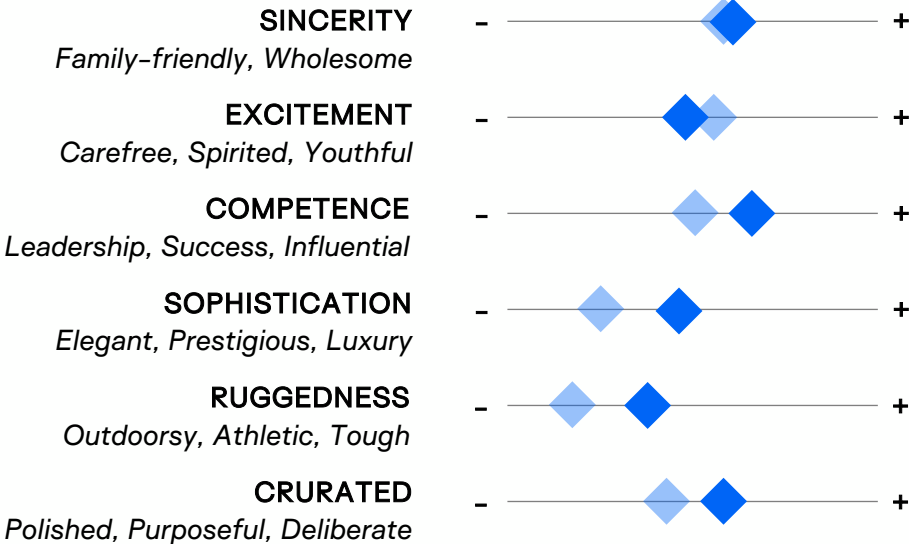 SINCERITY
- +
Family-friendly, Wholesome
EXCITEMENT
- +
Carefree, Spirited, Youthful
COMPETENCE
- +
Leadership, Success, Influential
SOPHISTICATION
- +
Elegant, Prestigious, Luxury
RUGGEDNESS
- +
Outdoorsy, Athletic, Tough
CRURATED
- +
Polished, Purposeful, Deliberate